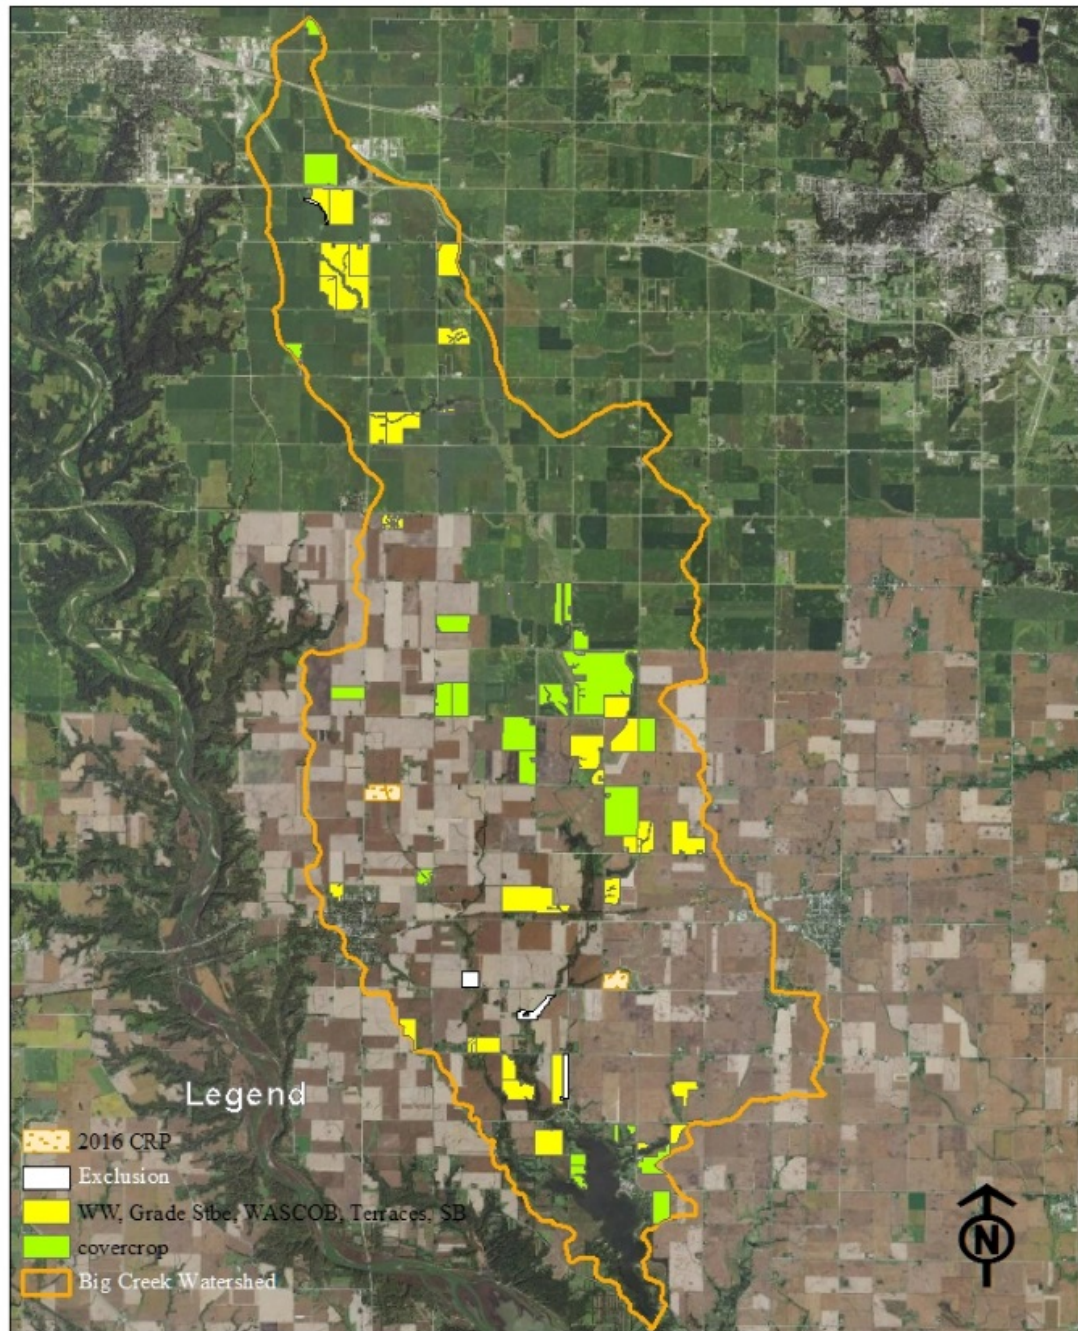 Legend
2016 CRP
Exclusion
WW, Grade Stbe, WASCOB, Terraces, SB
covercrop
Big Creek Watershed
N